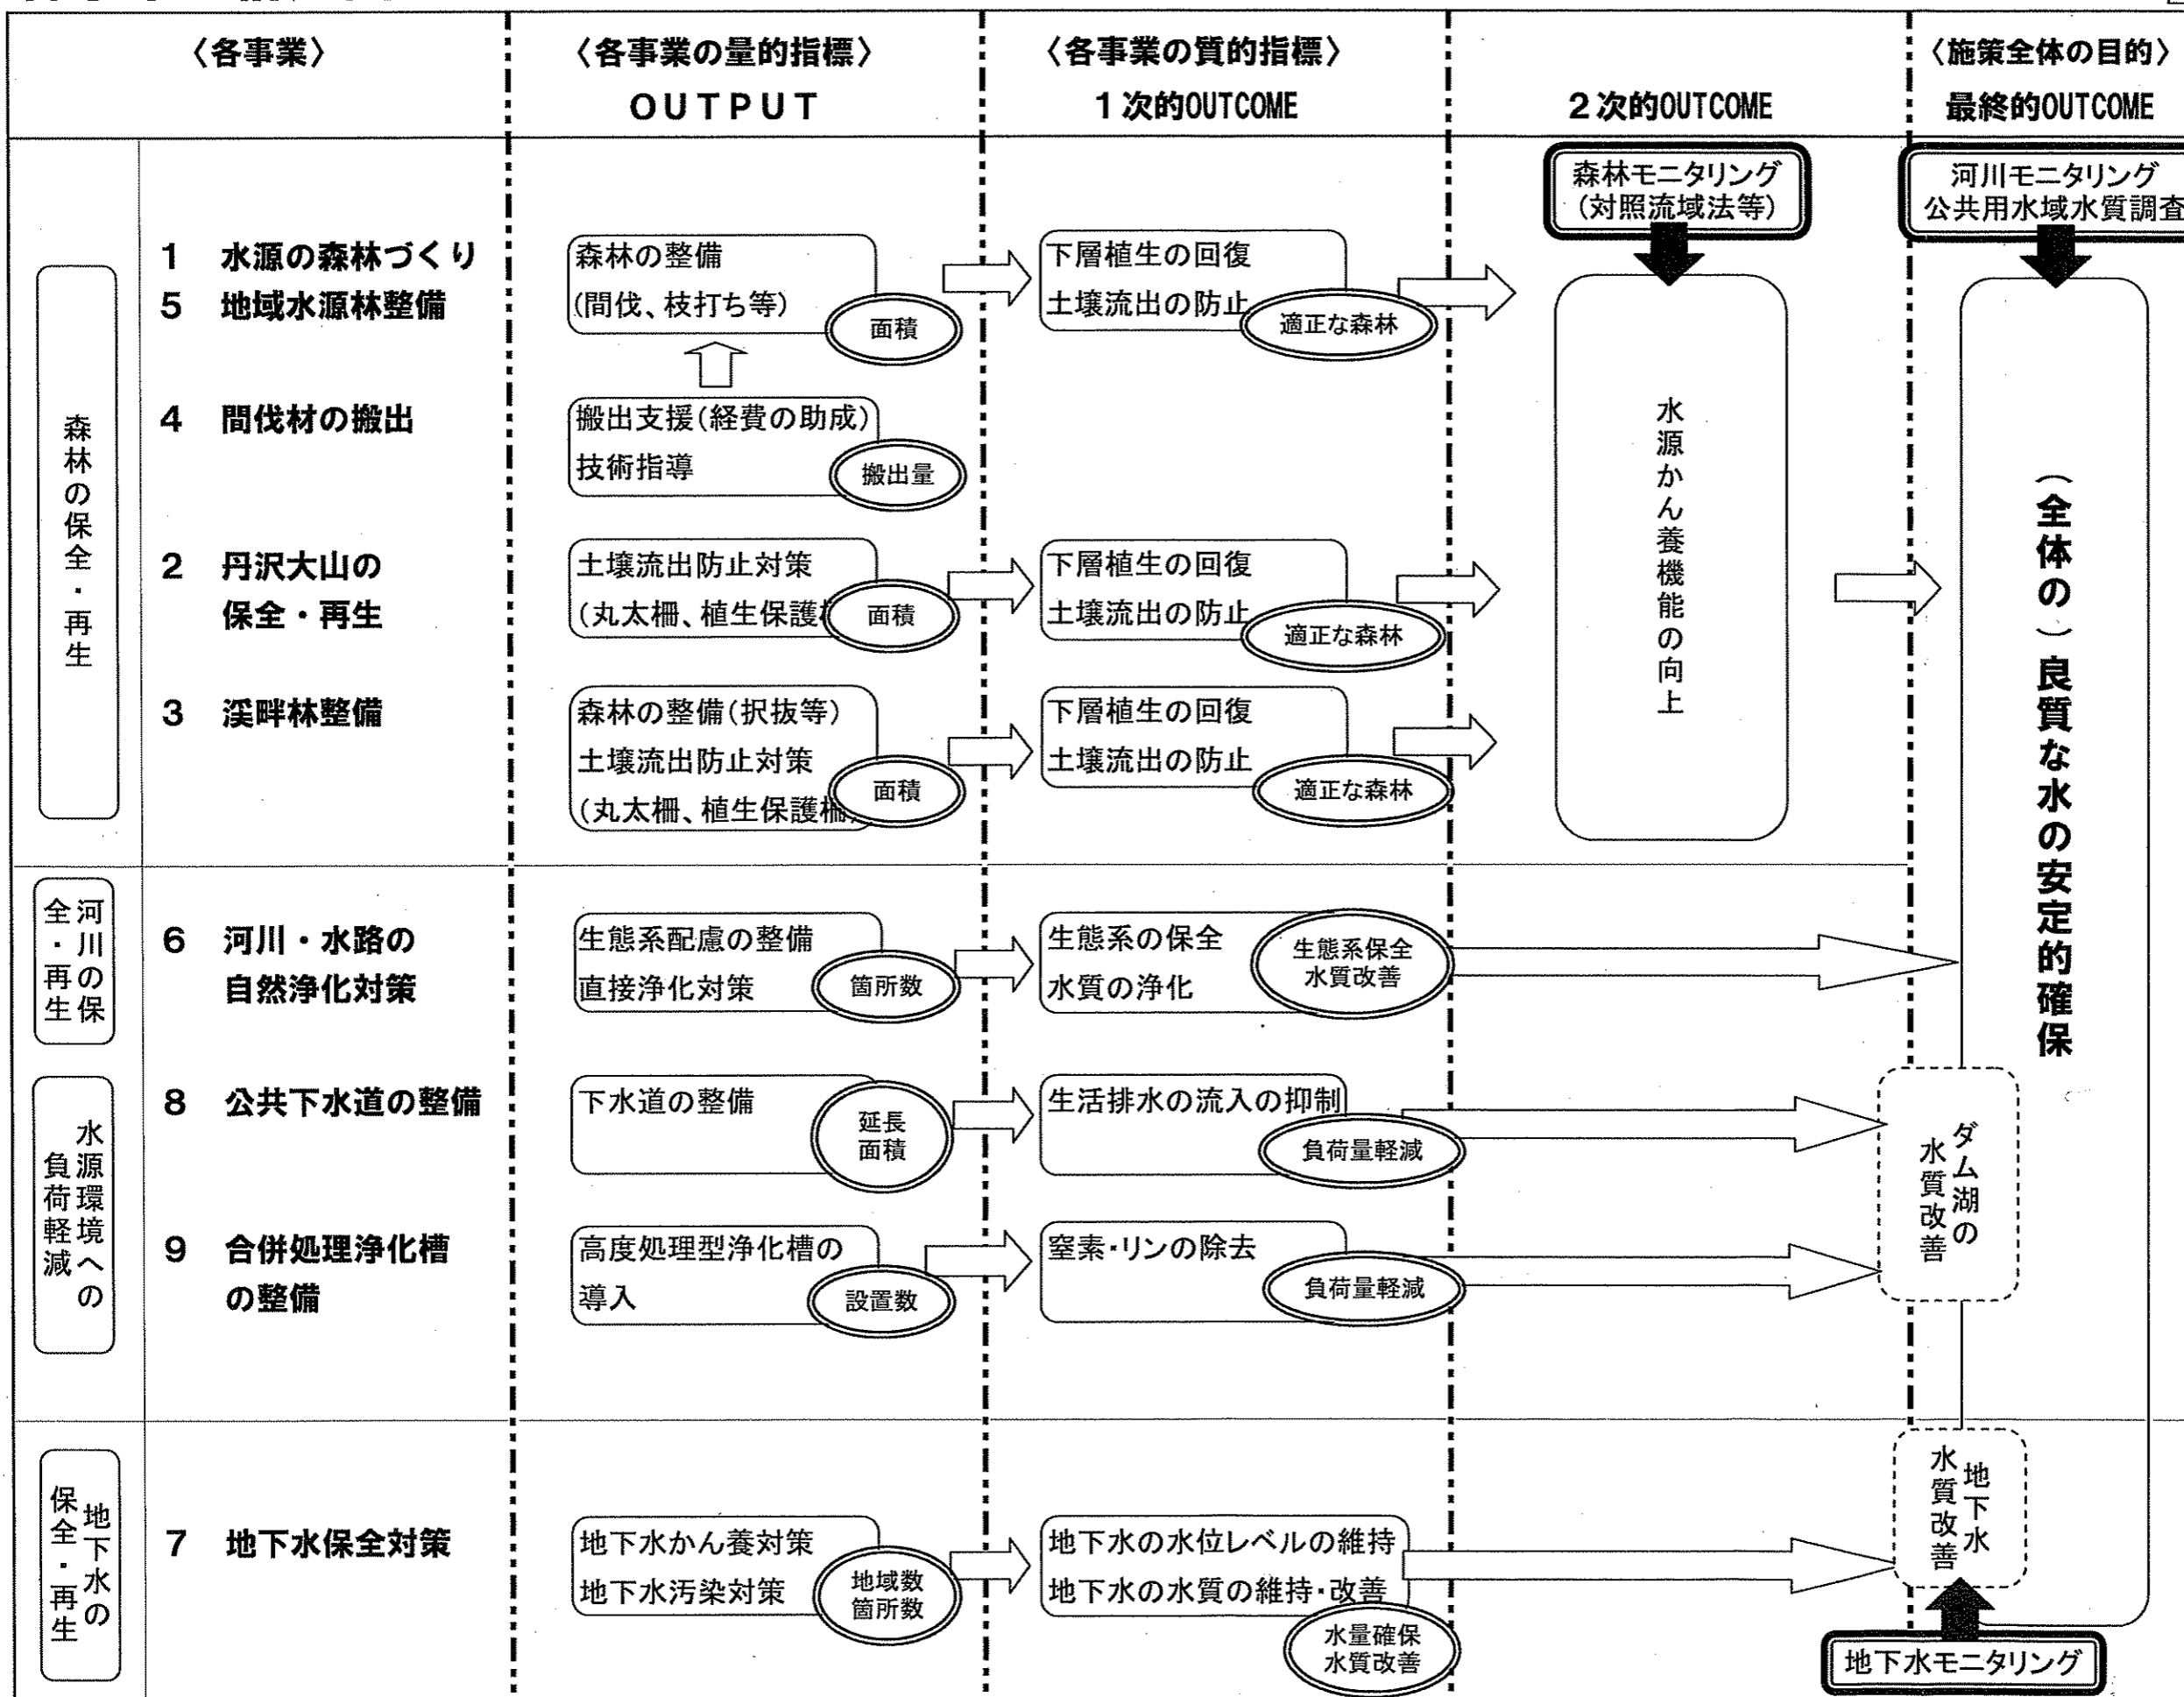 〈各事業〉
〈各事業の量的指標〉
OUTPUT
〈各事業の質的指標〉
1次的OUTCOME
2次的OUTCOME
〈施策全体の目的〉
最終的OUTCOME
森林モニタリング
(対照流域法等)
河川モニタリング
公共用水域水質調査
森林の保全・再生
1 水源の森林づくり
5 地域水源林整備
森林の整備
(間伐、枝打ち等)
面積
下層植生の回復
土壌流出の防止
適正な森林
4 間伐材の搬出
搬出支援(経費の助成)
技術指導
搬出量
2 丹沢大山の
保全・再生
土壌流出防止対策
(丸太柵、植生保護
面積
下層植生の回復
土壌流出の防止
適正な森林
3 渓畔林整備
森林の整備(択抜等)
土壌流出防止対策
(丸太柵、植生保護柵
面積
下層植生の回復
土壌流出の防止
適正な森林
水源かん養機能の向上
(全体の)良質な水の安定的確保
河川の保
全・再生
6 河川・水路の
自然浄化対策
生態系配慮の整備
直接浄化対策
箇所数
生態系の保全
水質の浄化
生態系保全
水質改善
水源環境への
負荷軽減
8 公共下水道の整備
下水道の整備
延長
面積
生活排水の流入の抑制
負荷量軽減
9 合併処理浄化槽
の整備
高度処理型浄化槽の
導入
設置数
窒素・リンの除去
負荷量軽減
ダム湖の
水質改善
地下水の
保全・再生
7 地下水保全対策
地下水かん養対策
地下水汚染対策
地域数
箇所数
地下水の水位レベルの維持
地下水の水質の維持・改善
水量確保
水質改善
地下水
水質改善
地下水モニタリング